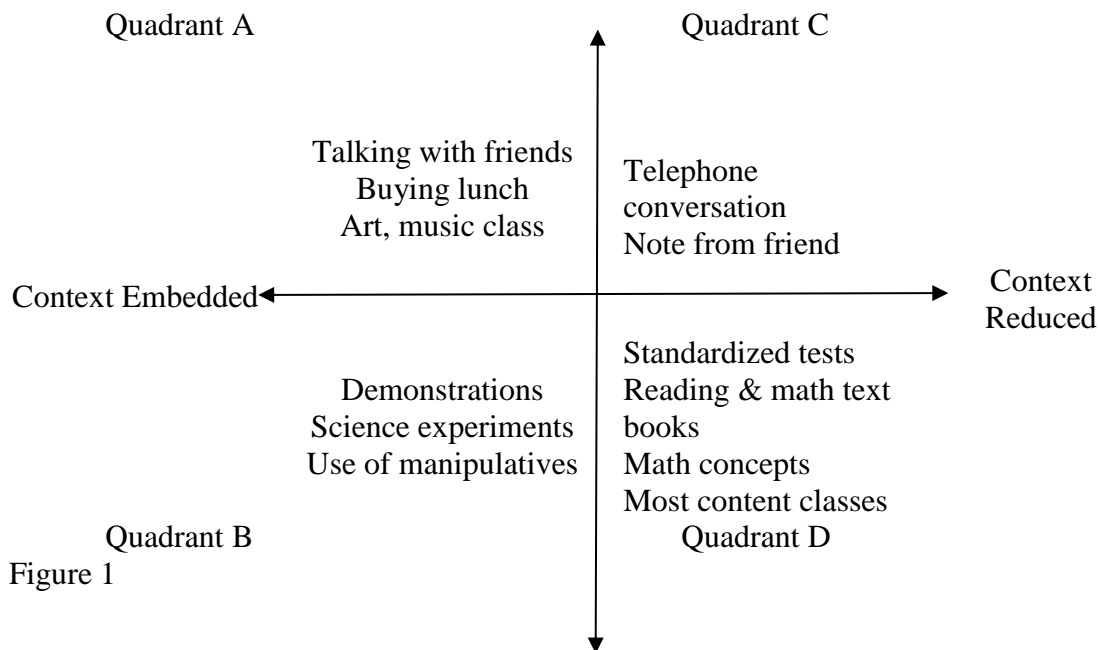 Quadrant A
Quadrant C
Talking with friends
Buying lunch
Art, music class
Telephone
conversation
Note from friend
Context Embedded
Context
Reduced
Demonstrations
Science experiments
Use of manipulatives
Standardized tests
Reading & math text
books
Math concepts
Most content classes
Quadrant B
Quadrant D
Figure 1